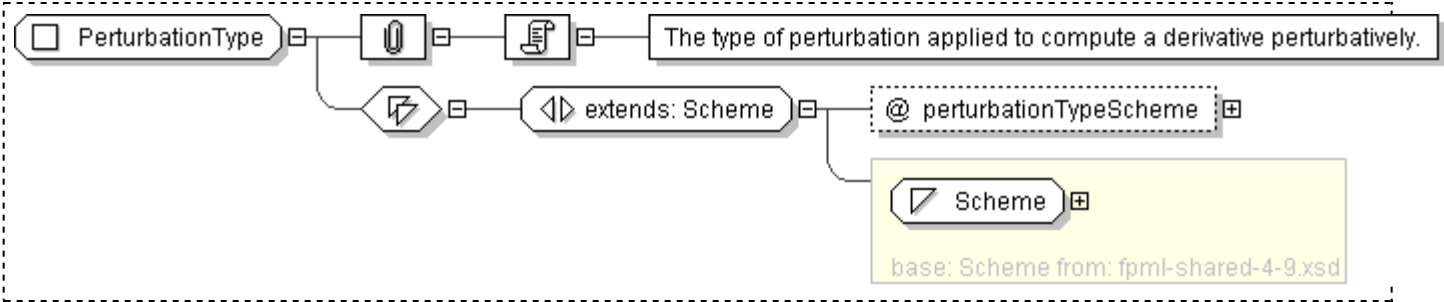 PerturbationType
The type of perturbation applied to compute a derivative perturbatively.
extends: Scheme
@ perturbationTypeScheme
Scheme
base: Scheme from: fpml-shared-4-9.xsd